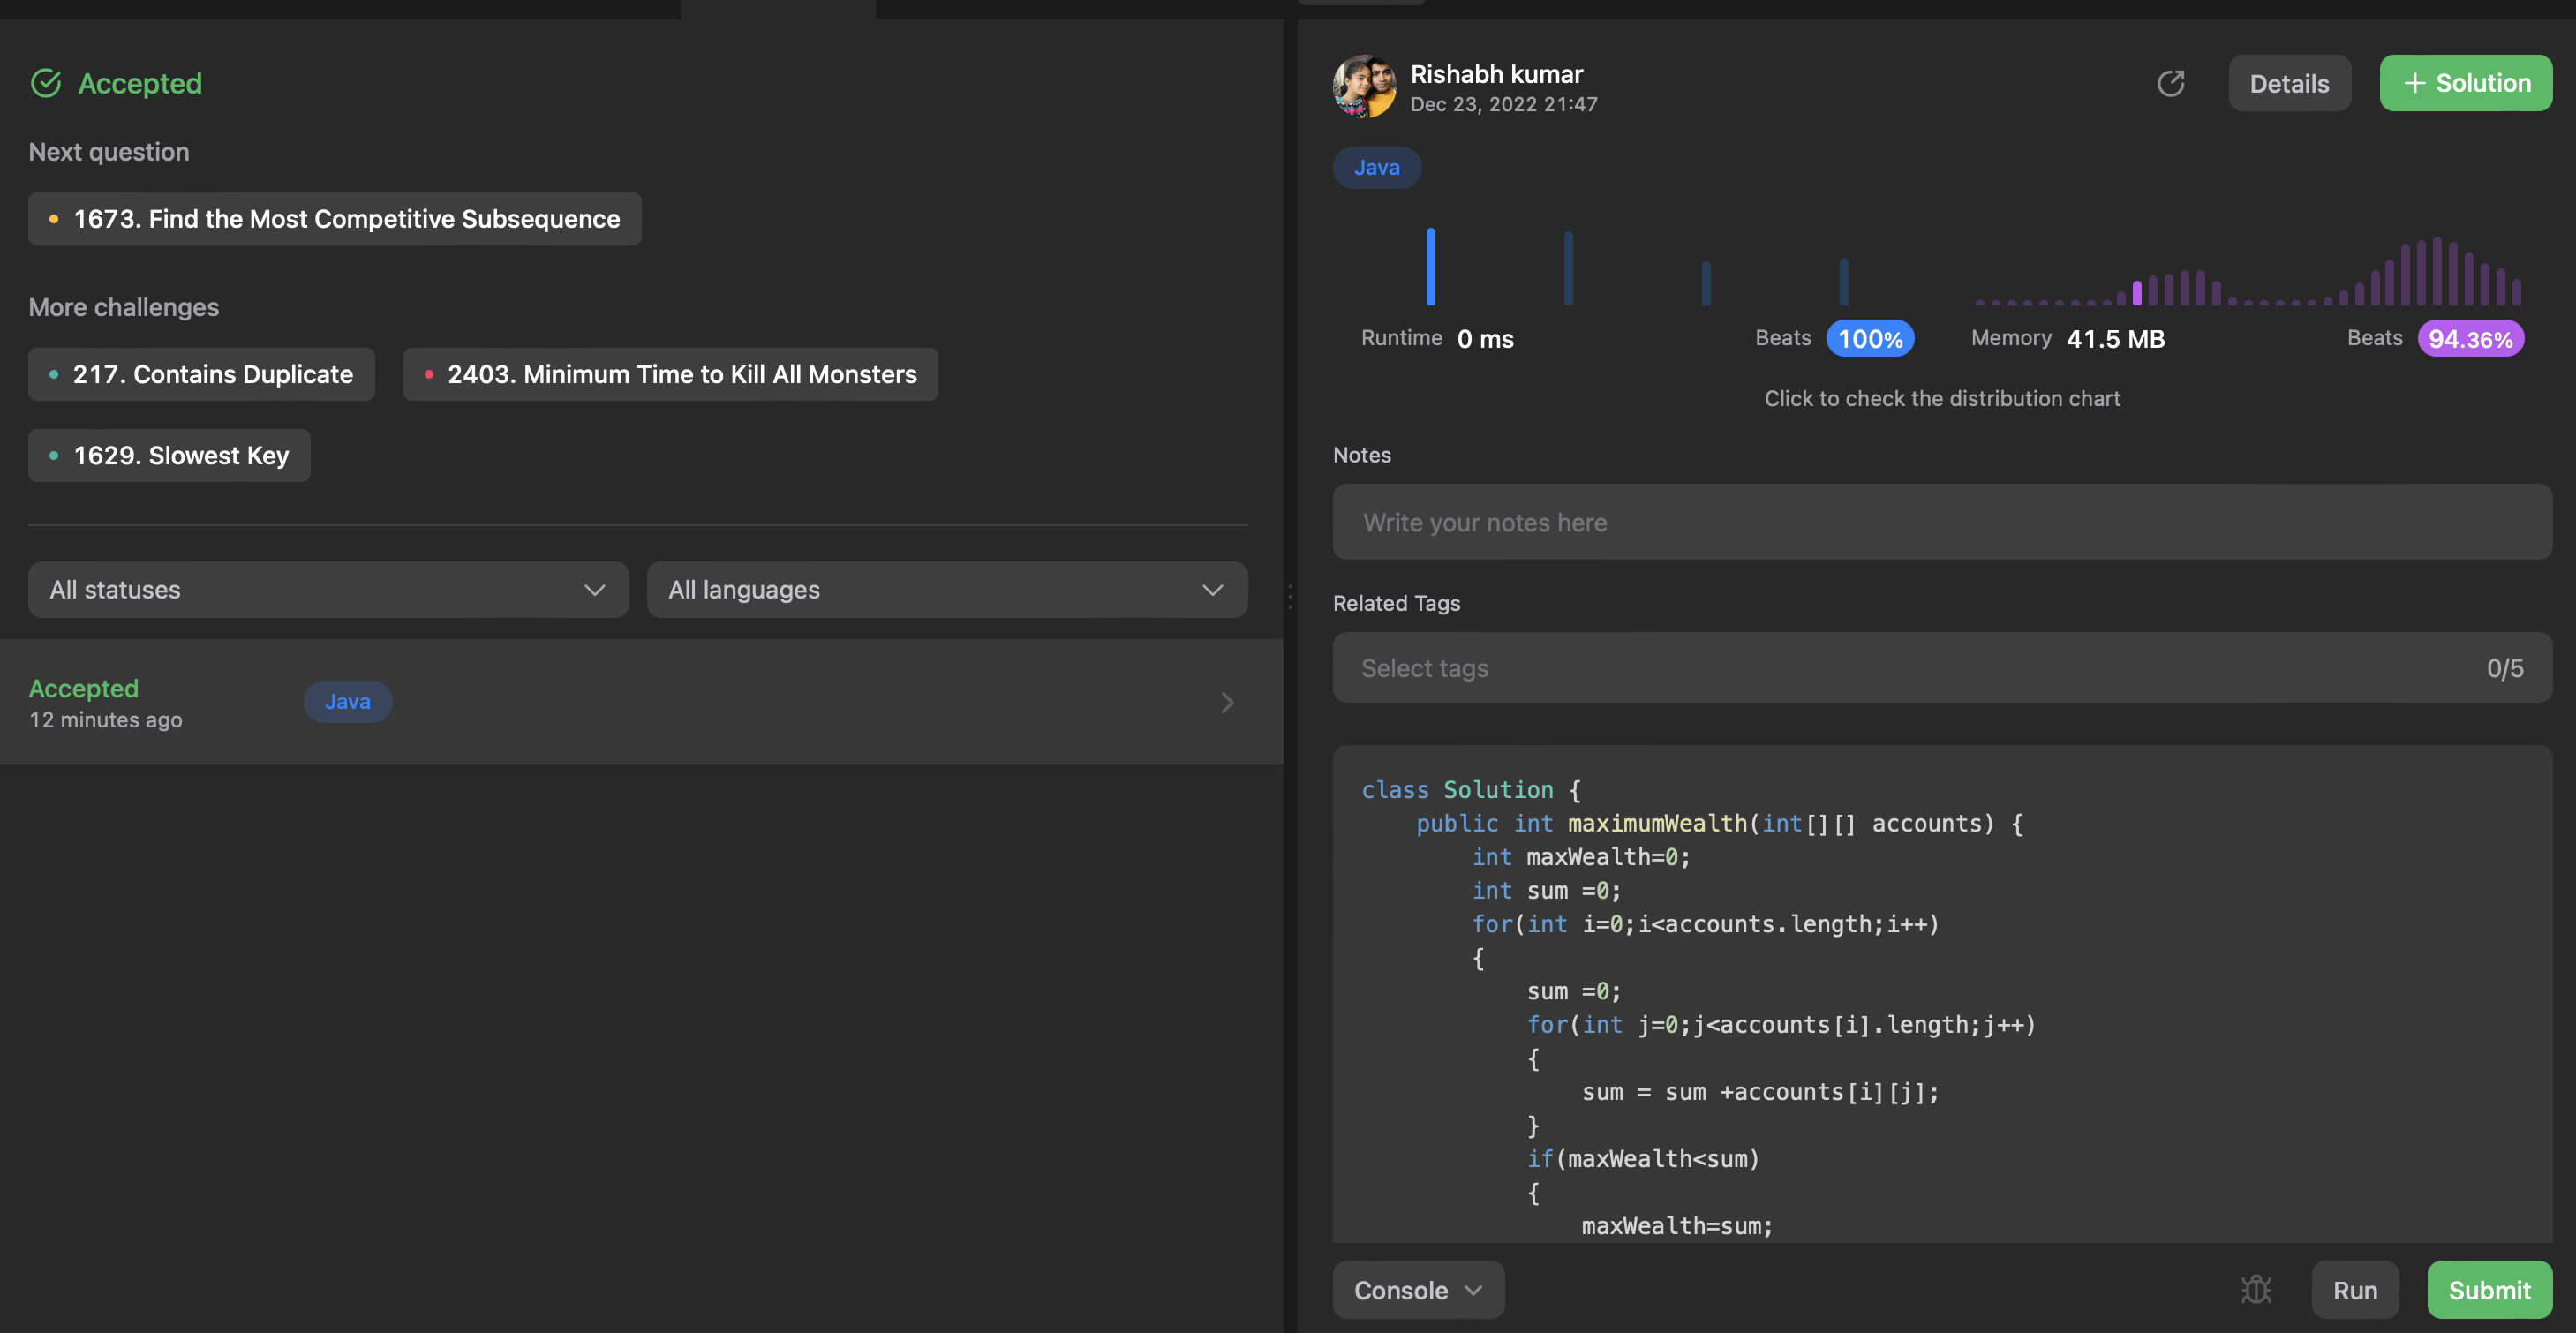 Accepted
Next question
1673. Find the Most Competitive Subsequence
More challenges
217. Contains Duplicate
2403. Minimum Time to Kill All Monsters
1629. Slowest Key
All statuses
All languages
Accepted
12 minutes ago
Java
Rishabh kumar
Dec 23, 2022 21:47
Details
+ Solution
Java
Runtime 0 ms
Beats 100%
Memory 41.5 MB
Beats 94.36%
Click to check the distribution chart
Notes
Write your notes here
Related Tags
Select tags
0/5
class Solution {
    public int maximumWealth(int[][] accounts) {
        int maxWealth=0;
        int sum =0;
        for(int i=0;i<accounts.length;i++)
        {
            sum =0;
            for(int j=0;j<accounts[i].length;j++)
            {
                sum = sum +accounts[i][j];
            }
            if(maxWealth<sum)
            {
                maxWealth=sum;
Console
Run
Submit